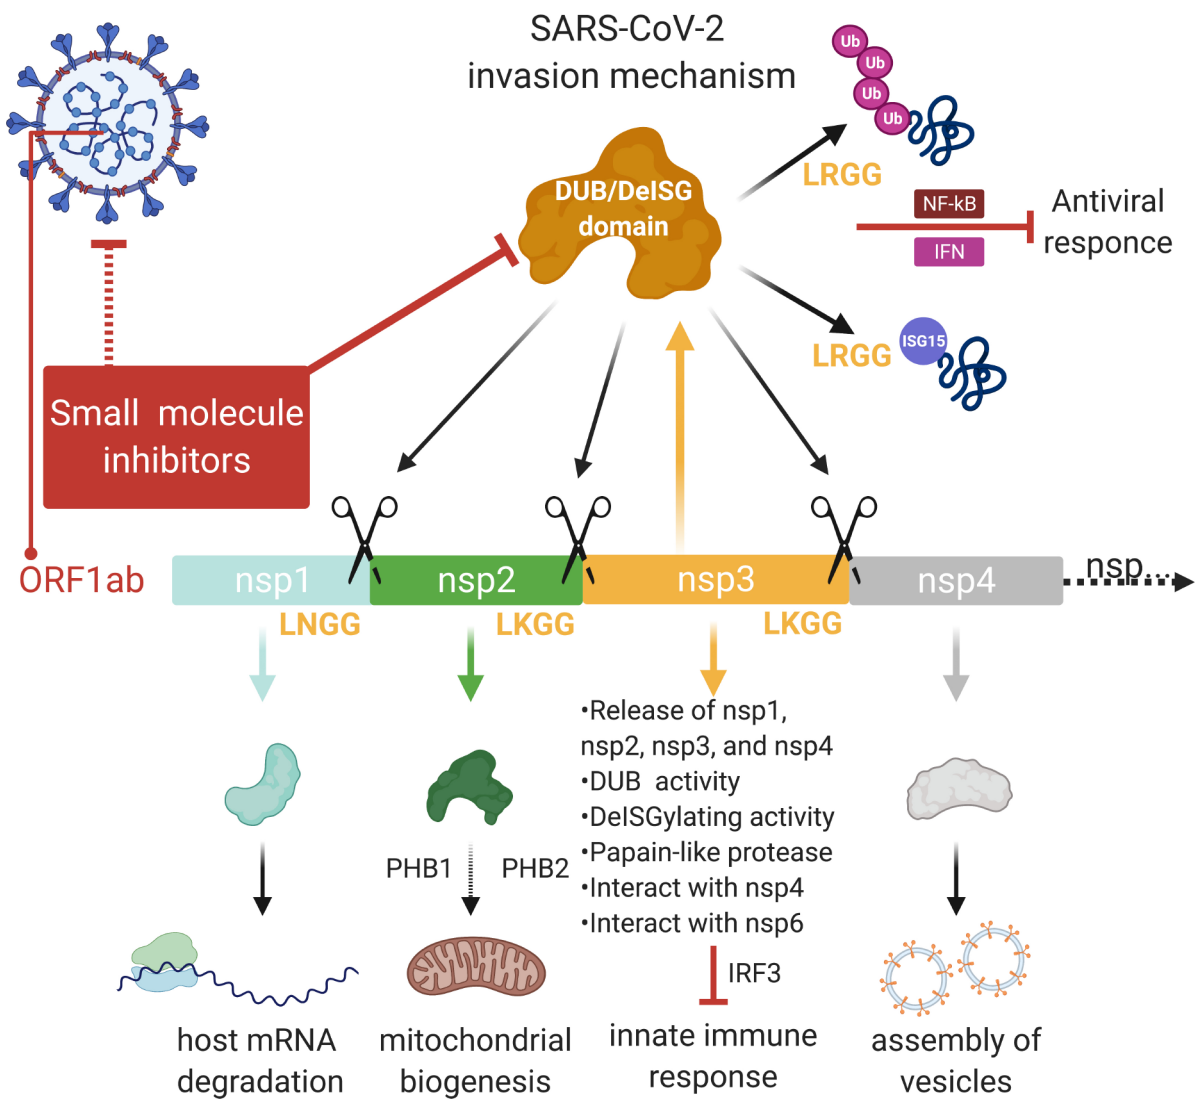 SARS-CoV-2
invasion mechanism
Ub
Ub
Ub
Ub
LRGG
DUB/DeISG
domain
NF-kB
IFN
Antiviral
responce
LRGG
ISG15
Small molecule
inhibitors
ORF1ab
nsp1
nsp2
nsp3
nsp4
nsp...
LNGG
LKGG
LKGG
•Release of nsp1,
nsp2, nsp3, and nsp4
•DUB activity
•DeISGylating activity
•Papain-like protease
•Interact with nsp4
•Interact with nsp6
PHB1
PHB2
IRF3
host mRNA
degradation
mitochondrial
biogenesis
innate immune
response
assembly of
vesicles